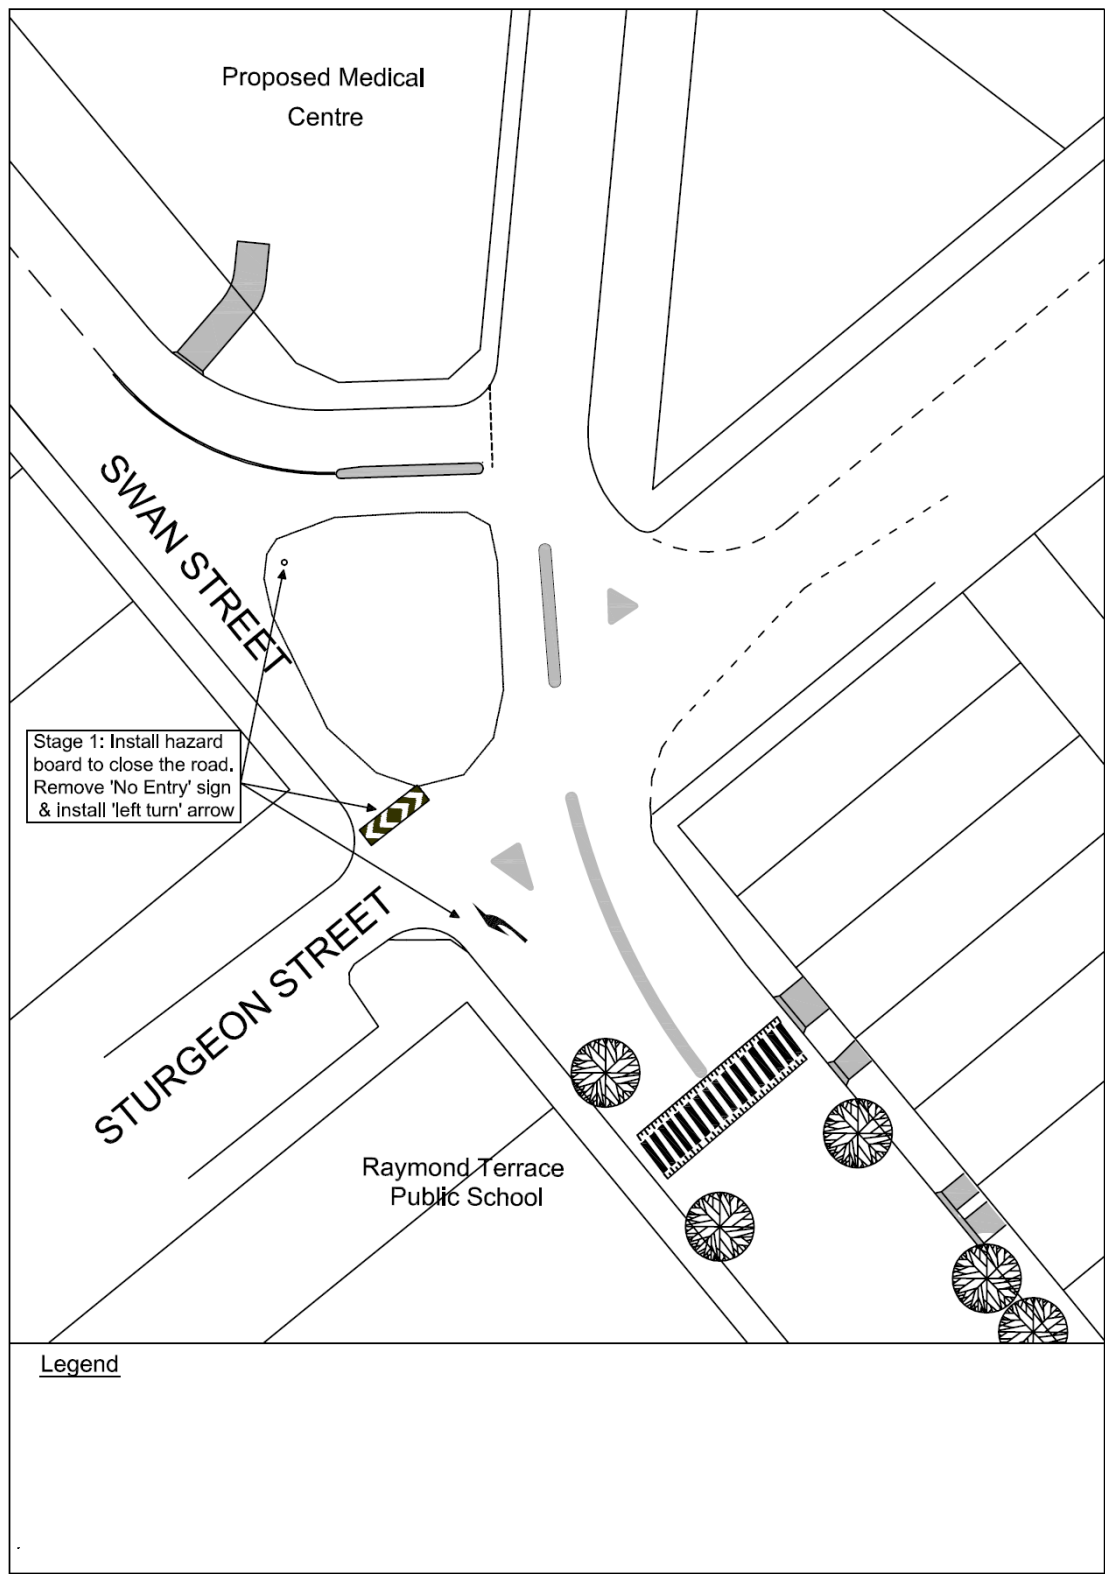 Proposed Medical
Centre
SWAN STREET
Stage 1: Install hazard
board to close the road.
Remove 'No Entry' sign
& install 'left turn' arrow
STURGEON STREET
Raymond Terrace
Public School
Legend